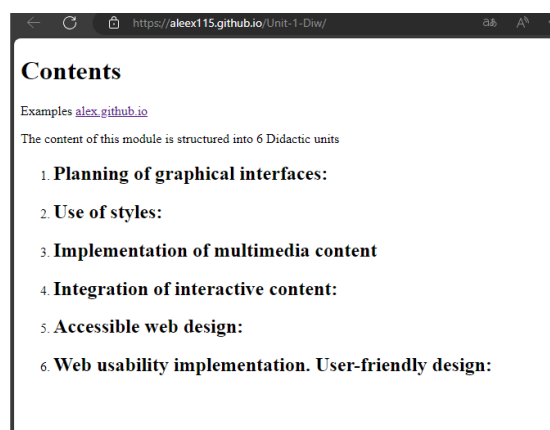 https://aleex115.github.io/Unit-1-Diw/
Contents
Examples alex.github.io
The content of this module is structured into 6 Didactic units
1. Planning of graphical interfaces:
2. Use of styles:
3. Implementation of multimedia content
4. Integration of interactive content:
5. Accessible web design:
6. Web usability implementation. User-friendly design: